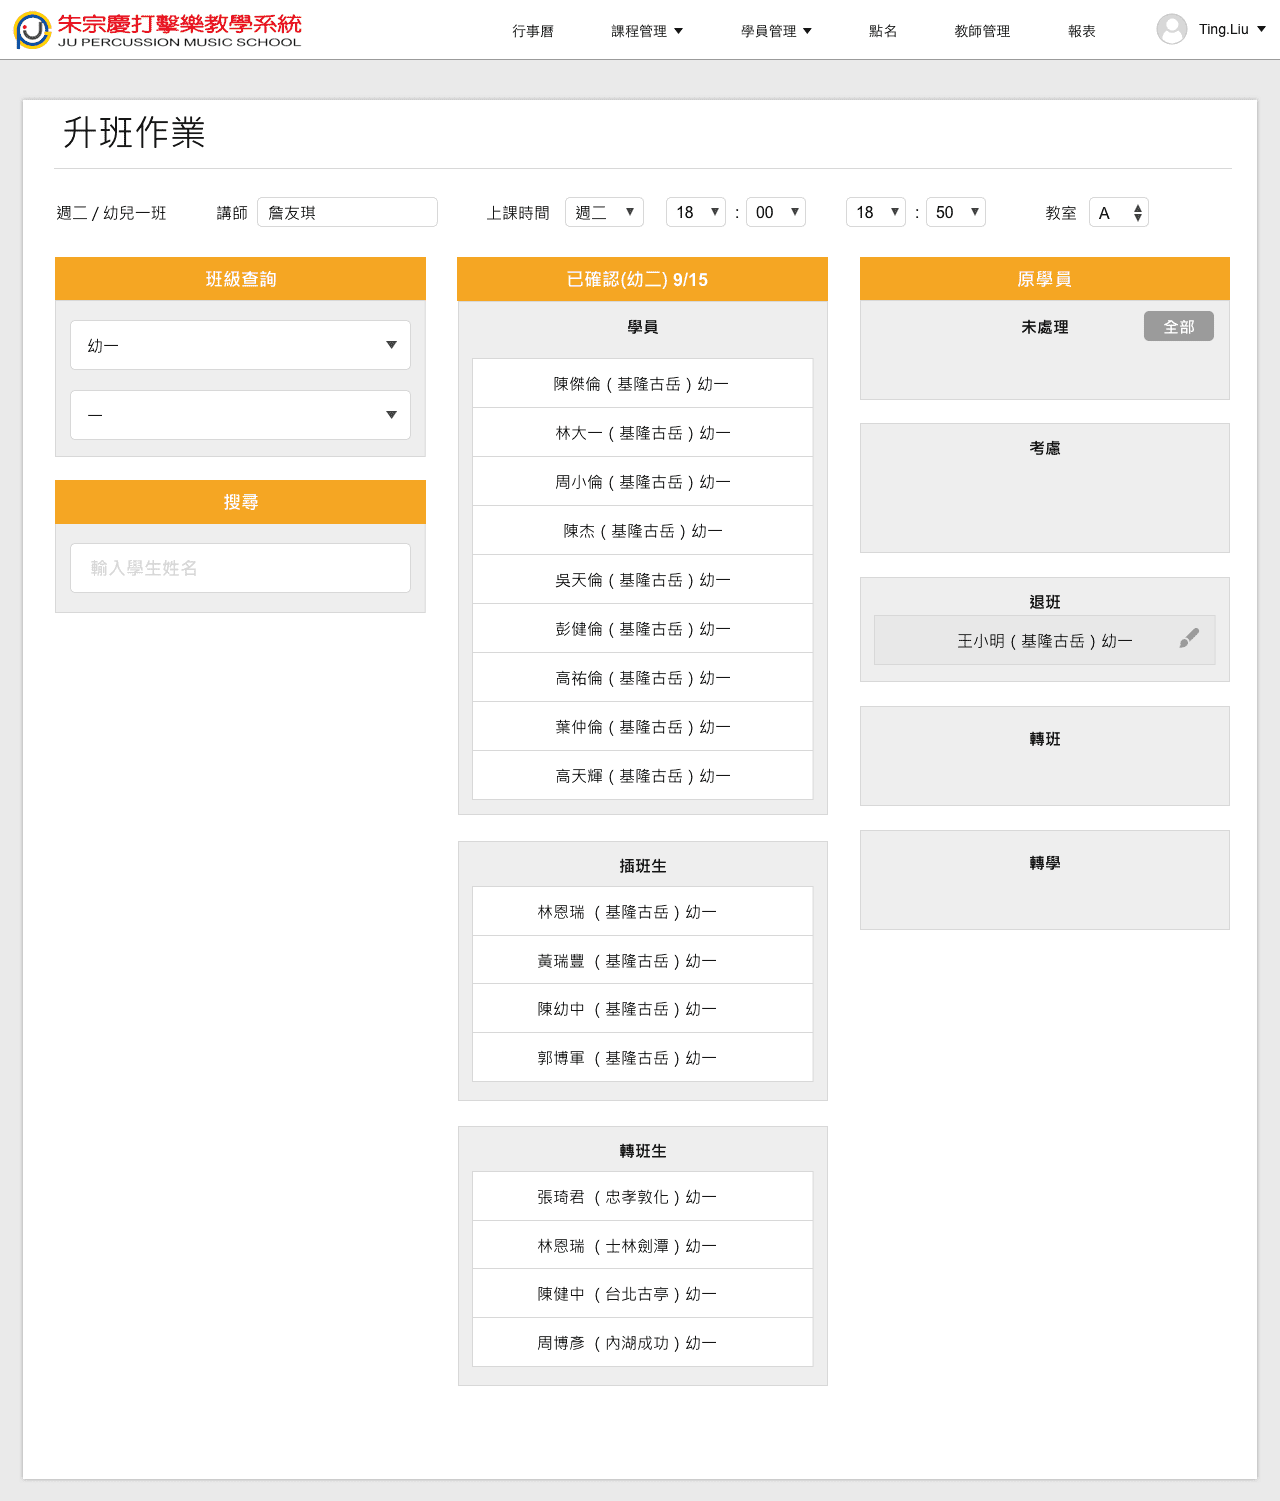 朱宗慶打擊樂教學系統
JU PERCUSSION MUSIC SCHOOL
行事曆 課程管理 學員管理 點名 教師管理 報表 Ting.Liu
升班作業
週二 / 幼兒一班 講師 詹友琪 上課時間 週二 18 : 00 18 : 50 教室 A
班級查詢
幼一
一
搜尋
輸入學生姓名
已確認(幼二) 9/15
學員
陳傑倫 ( 基隆古岳 ) 幼一
林大一 ( 基隆古岳 ) 幼一
周小倫 ( 基隆古岳 ) 幼一
陳杰 ( 基隆古岳 ) 幼一
吳天倫 ( 基隆古岳 ) 幼一
彭健倫 ( 基隆古岳 ) 幼一
高祐倫 ( 基隆古岳 ) 幼一
葉仲倫 ( 基隆古岳 ) 幼一
高天輝 ( 基隆古岳 ) 幼一
插班生
林恩瑞 ( 基隆古岳 ) 幼一
黃瑞豐 ( 基隆古岳 ) 幼一
陳幼中 ( 基隆古岳 ) 幼一
郭博軍 ( 基隆古岳 ) 幼一
轉班生
張琦君 ( 忠孝敦化 ) 幼一
林恩瑞 ( 士林劍潭 ) 幼一
陳健中 ( 台北古亭 ) 幼一
周博彥 ( 內湖成功 ) 幼一
原學員
未處理 全部
考慮
退班
王小明 ( 基隆古岳 ) 幼一
轉班
轉學